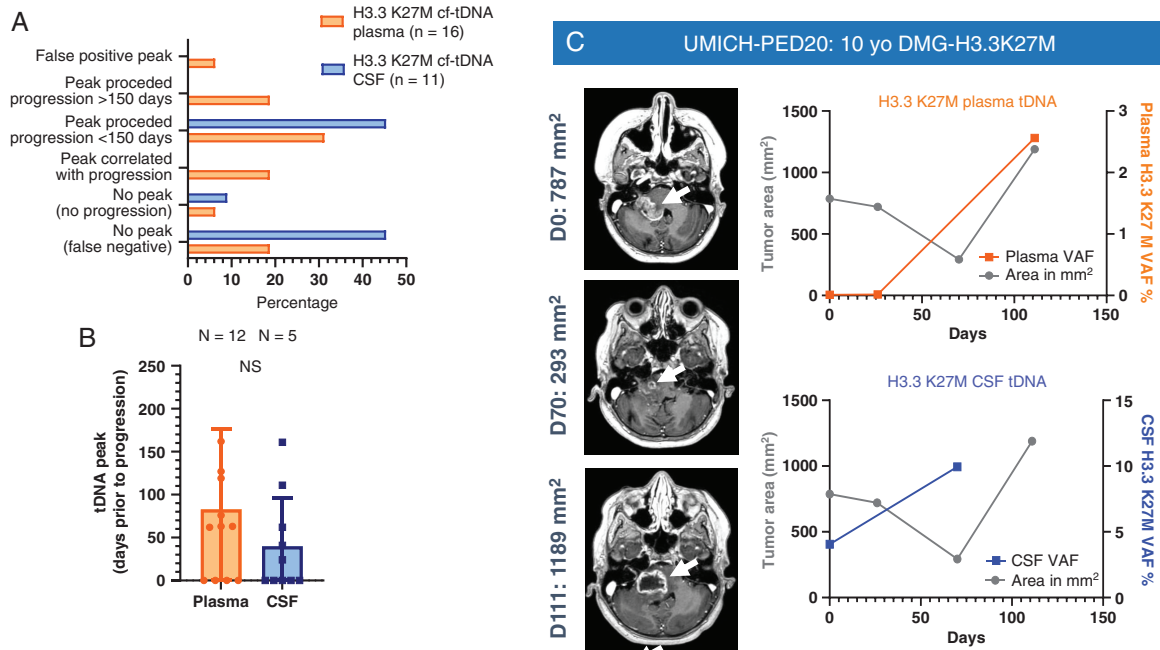 A
H3.3 K27M cf-tDNA
plasma (n = 16)
H3.3 K27M cf-tDNA
CSF (n = 11)
False positive peak
Peak proceded
progression >150 days
Peak proceded
progression <150 days
Peak correlated
with progression
No peak
(no progression)
No peak
(false negative)
0 10 20 30 40 50
Percentage
B
N = 12 N = 5
NS
tDNA peak
(days prior to progression)
250
200
150
100
50
0
Plasma CSF
C
UMICH-PED20: 10 yo DMG-H3.3K27M
D0: 787 mm²
D70: 293 mm²
D111: 1189 mm²
H3.3 K27M plasma tDNA
Tumor area (mm²)
1500
1000
500
0
Plasma VAF
Area in mm²
0 50 100 150
Days
3
2
1
0
Plasma H3.3 K27 M VAF %
H3.3 K27M CSF tDNA
Tumor area (mm²)
1500
1000
500
0
CSF VAF
Area in mm²
0 50 100 150
Days
15
10
5
0
CSF H3.3 K27M VAF %